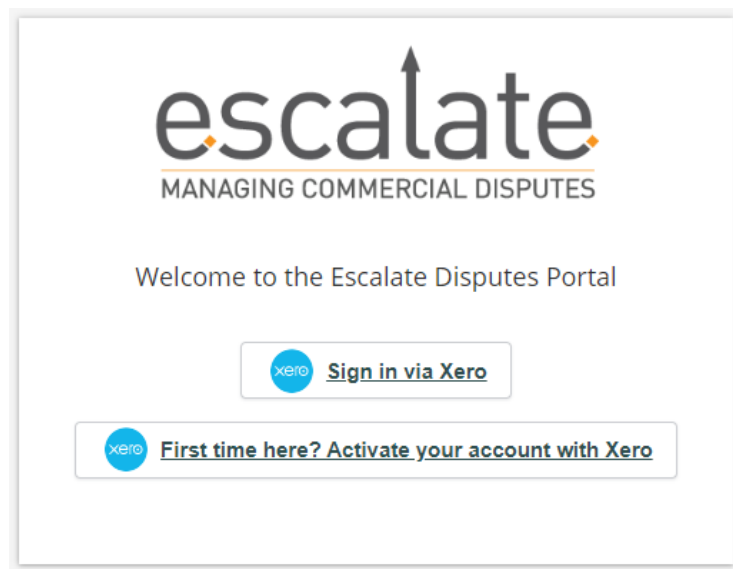 escalate
MANAGING COMMERCIAL DISPUTES
Welcome to the Escalate Disputes Portal
xero Sign in via Xero
xero First time here? Activate your account with Xero